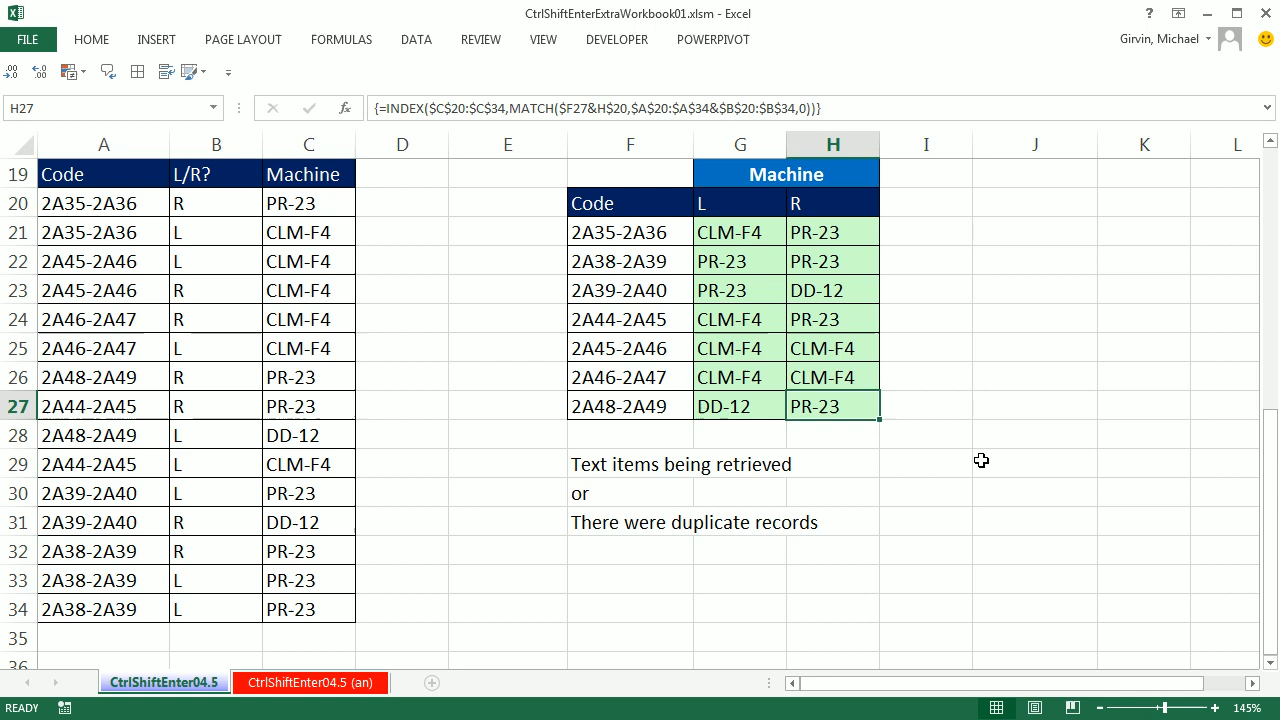 CtrlShiftEnterExtraWorkbook01.xlsm - Excel
FILE HOME INSERT PAGE LAYOUT FORMULAS DATA REVIEW VIEW DEVELOPER POWERPIVOT Girvin, Michael
H27 {=INDEX($C$20:$C$34,MATCH($F27&H$20,$A$20:$A$34&$B$20:$B$34,0))}
A B C D E F G H I J K L
19 Code L/R? Machine Machine
20 2A35-2A36 R PR-23 Code L R
21 2A35-2A36 L CLM-F4 2A35-2A36 CLM-F4 PR-23
22 2A45-2A46 L CLM-F4 2A38-2A39 PR-23 PR-23
23 2A45-2A46 R CLM-F4 2A39-2A40 PR-23 DD-12
24 2A46-2A47 R CLM-F4 2A44-2A45 CLM-F4 PR-23
25 2A46-2A47 L CLM-F4 2A45-2A46 CLM-F4 CLM-F4
26 2A48-2A49 R PR-23 2A46-2A47 CLM-F4 CLM-F4
27 2A44-2A45 R PR-23 2A48-2A49 DD-12 PR-23
28 2A48-2A49 L DD-12
29 2A44-2A45 L CLM-F4 Text items being retrieved
30 2A39-2A40 L PR-23 or
31 2A39-2A40 R DD-12 There were duplicate records
32 2A38-2A39 R PR-23
33 2A38-2A39 L PR-23
34 2A38-2A39 L PR-23
35
36
CtrlShiftEnter04.5 CtrlShiftEnter04.5 (an)
READY 145%